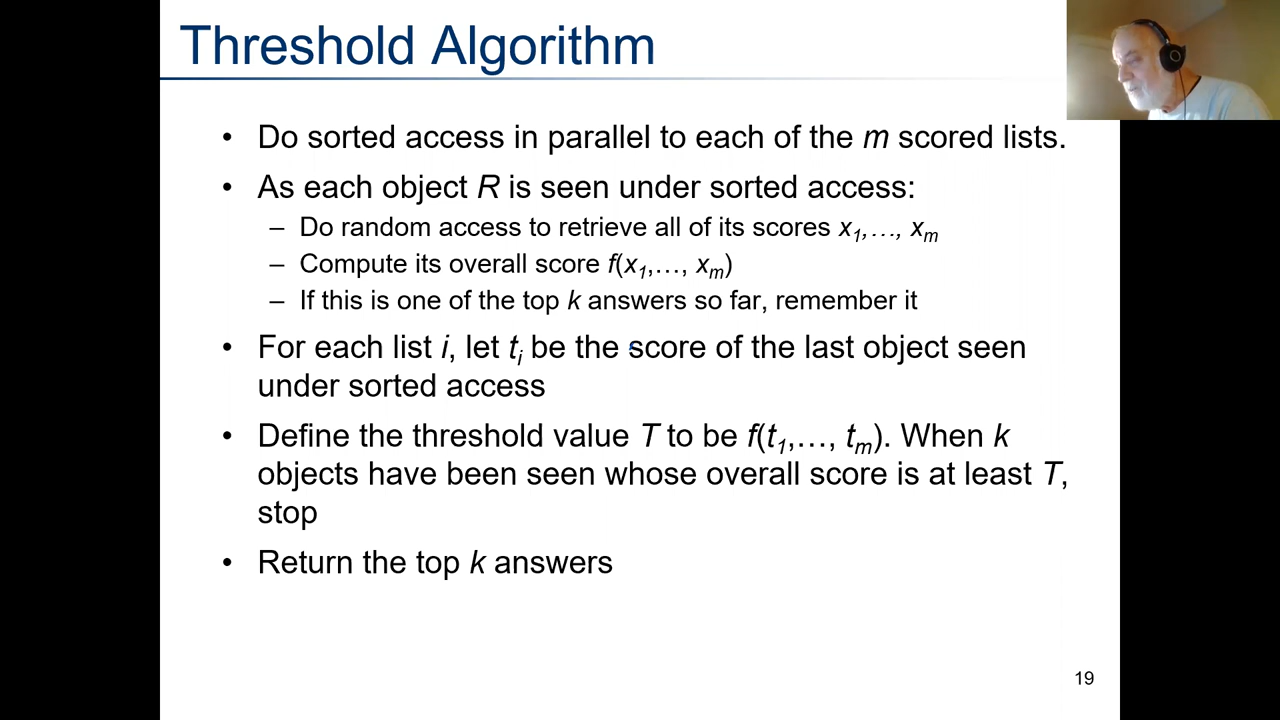 Threshold Algorithm
• Do sorted access in parallel to each of the m scored lists.
• As each object R is seen under sorted access:
– Do random access to retrieve all of its scores x1,…, xm
– Compute its overall score f(x1,…, xm)
– If this is one of the top k answers so far, remember it
• For each list i, let ti be the score of the last object seen
under sorted access
• Define the threshold value T to be f(t1,…, tm). When k
objects have been seen whose overall score is at least T,
stop
• Return the top k answers
19